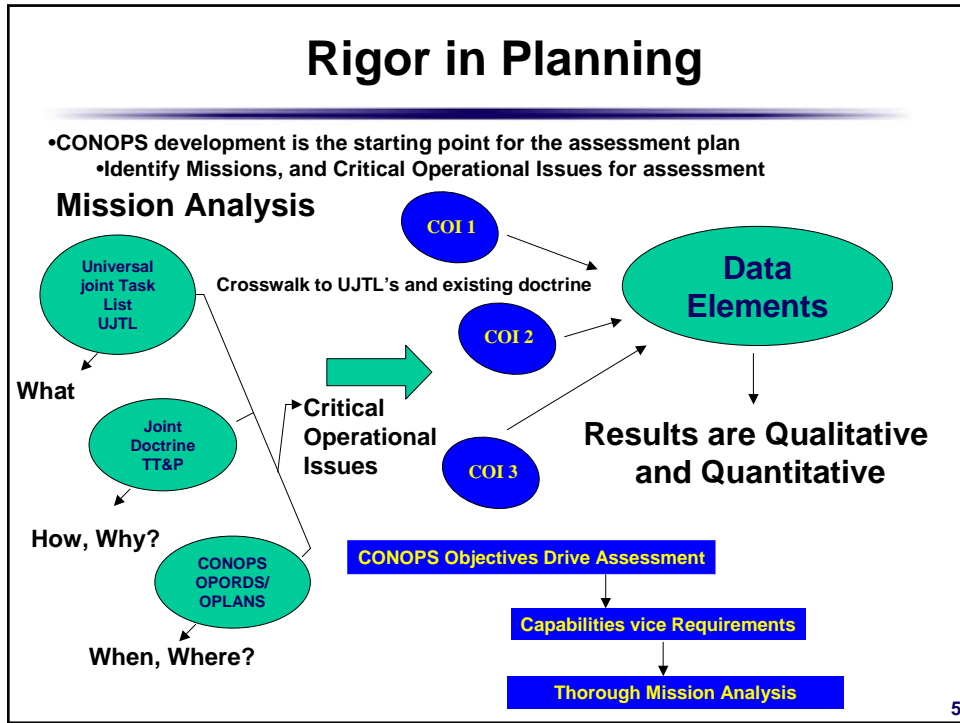 Rigor in Planning
•CONOPS development is the starting point for the assessment plan
•Identify Missions, and Critical Operational Issues for assessment
Mission Analysis
Universal
joint Task
List
UJTL
What
Joint
Doctrine
TT&P
How, Why?
CONOPS
OPORDS/
OPLANS
When, Where?
Crosswalk to UJTL's and existing doctrine
Critical
Operational
Issues
COI 1
COI 2
COI 3
Data
Elements
Results are Qualitative
and Quantitative
CONOPS Objectives Drive Assessment
Capabilities vice Requirements
Thorough Mission Analysis
5